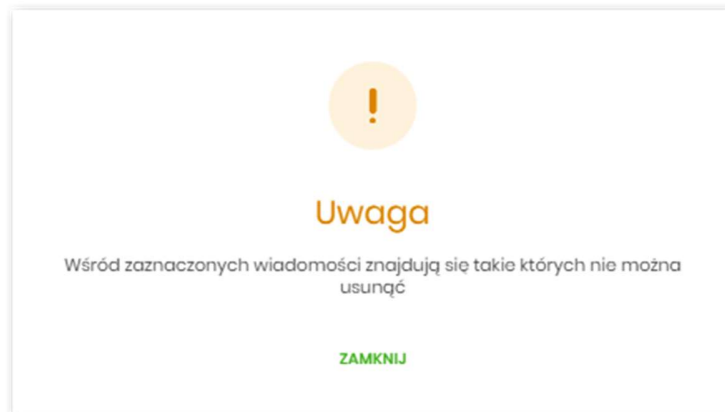 Uwaga
Wśród zaznaczonych wiadomości znajdują się takie których nie można
usunąć
ZAMKNIJ